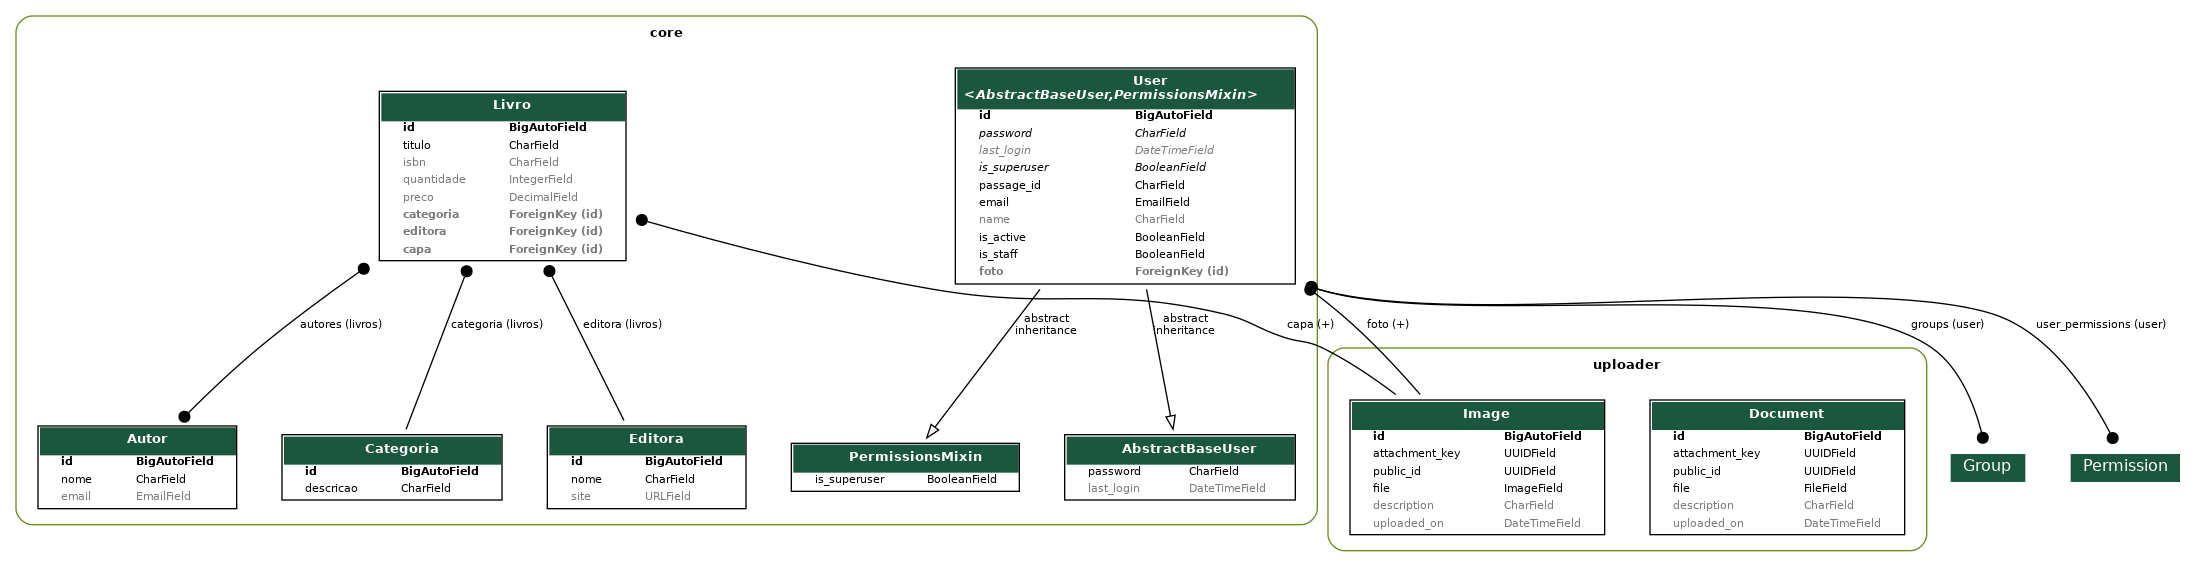 core
Livro
id BigAutoField
titulo CharField
isbn CharField
quantidade IntegerField
preco DecimalField
categoria ForeignKey (id)
editora ForeignKey (id)
capa ForeignKey (id)
User
<AbstractBaseUser,PermissionsMixin>
id BigAutoField
password CharField
last_login DateTimeField
is_superuser BooleanField
passage_id CharField
email EmailField
name CharField
is_active BooleanField
is_staff BooleanField
foto ForeignKey (id)
autores (livros)
categoria (livros)
editora (livros)
abstract
inheritance
abstract
inheritance
capa (+)
foto (+)
groups (user)
user_permissions (user)
Autor
id BigAutoField
nome CharField
email EmailField
Categoria
id BigAutoField
descricao CharField
Editora
id BigAutoField
nome CharField
site URLField
PermissionsMixin
is_superuser BooleanField
AbstractBaseUser
password CharField
last_login DateTimeField
uploader
Image
id BigAutoField
attachment_key UUIDField
public_id UUIDField
file ImageField
description CharField
uploaded_on DateTimeField
Document
id BigAutoField
attachment_key UUIDField
public_id UUIDField
file FileField
description CharField
uploaded_on DateTimeField
Group
Permission